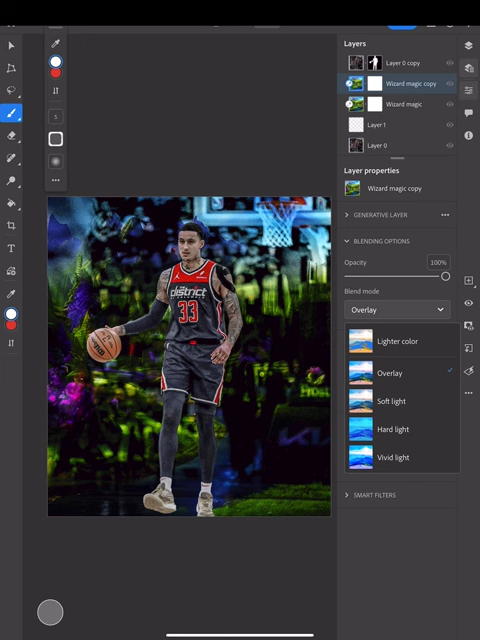 Layers
Layer 0 copy
Wizard magic copy
Wizard magic
Layer 1
Layer 0
Layer properties
Wizard magic copy
GENERATIVE LAYER
BLENDING OPTIONS
Opacity
100%
Blend mode
Overlay
Lighter color
Overlay
Soft light
Hard light
Vivid light
SMART FILTERS
5
district
33
KIA